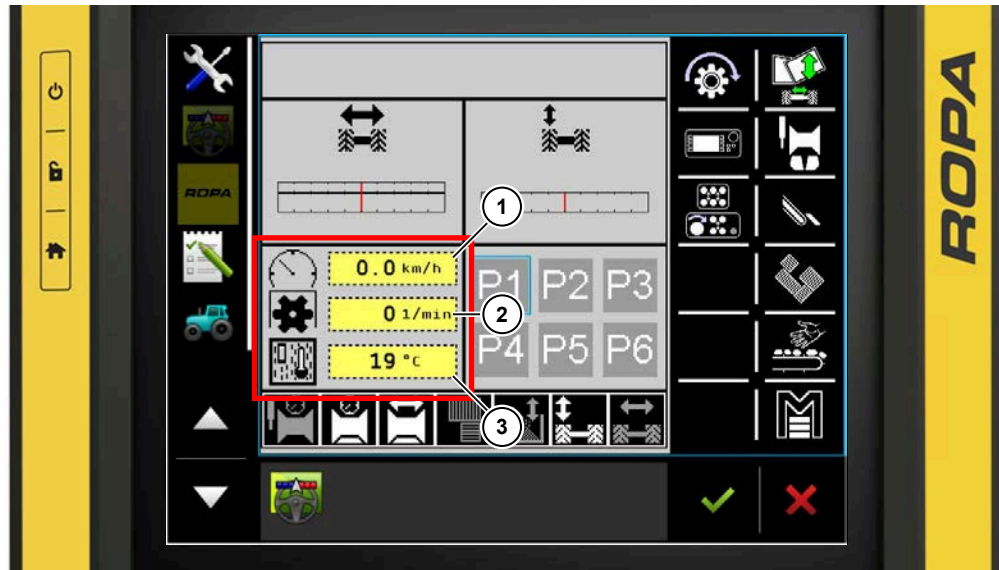 ROPA
ROPA
1
0.0 km/h
P1 P2 P3
2
0 1/min
P4 P5 P6
19 °C
3